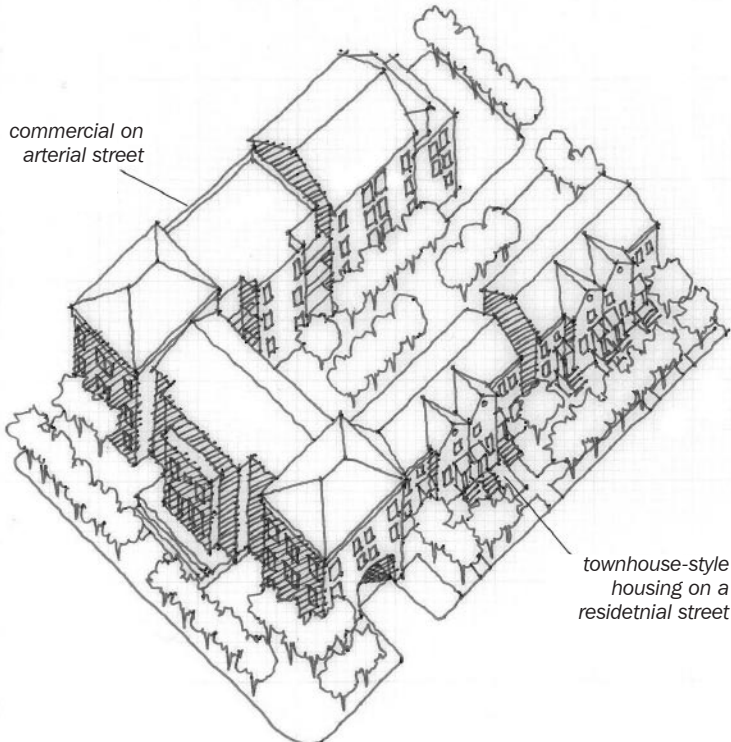 commercial on
arterial street
townhouse-style
housing on a
residetnial street